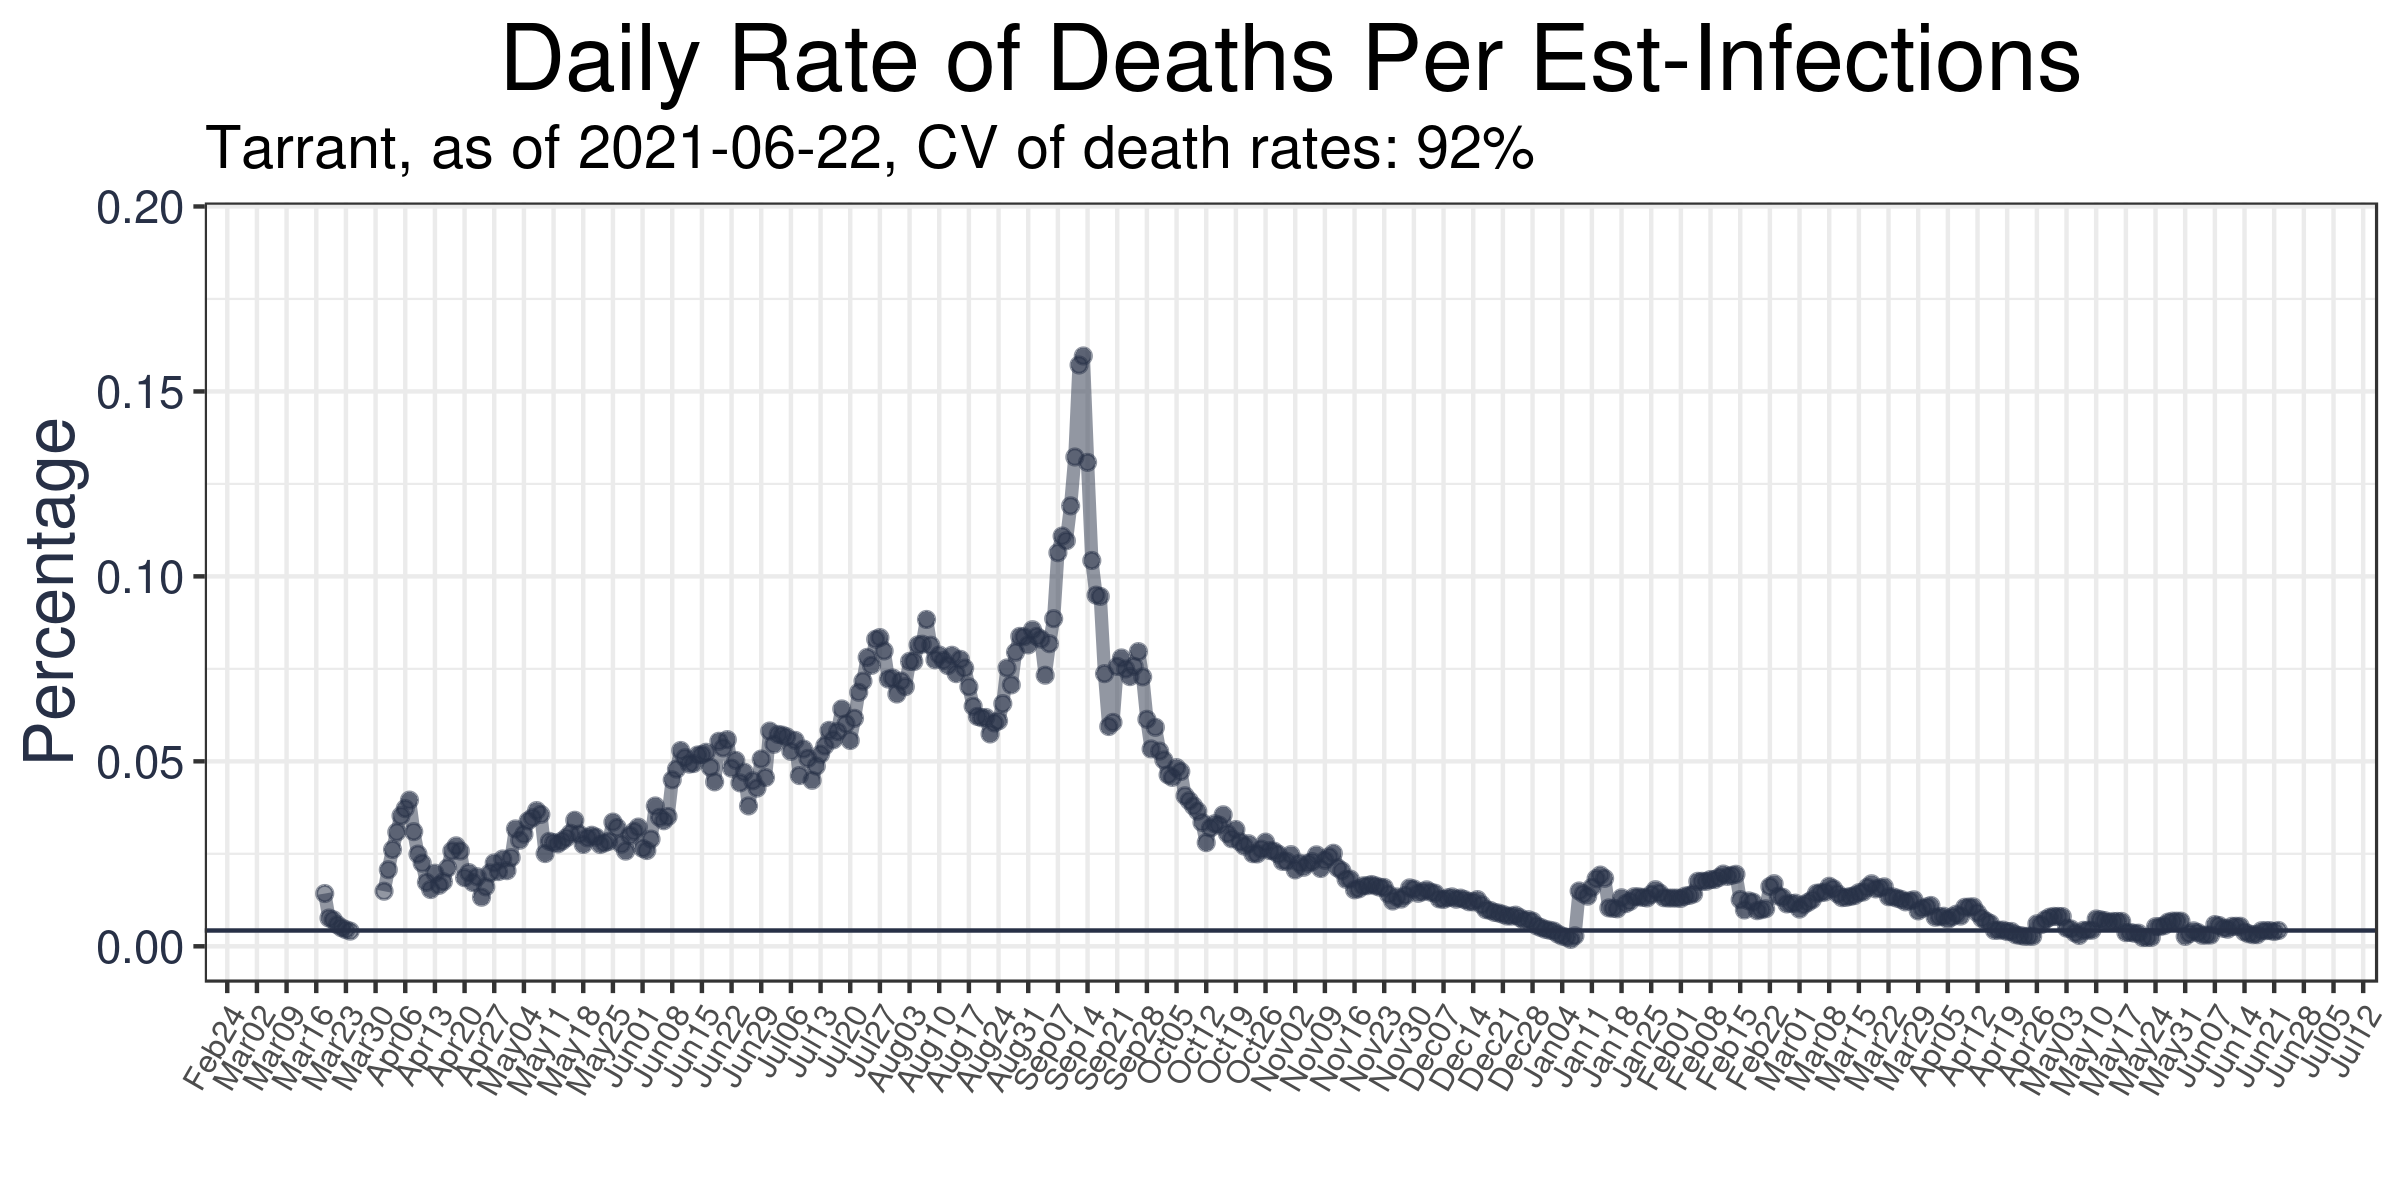 Daily Rate of Deaths Per Est-Infections
Tarrant, as of 2021-06-22, CV of death rates: 92%
Percentage
0.20
0.15
0.10
0.05
0.00
Feb24
Mar02
Mar09
Mar16
Mar23
Mar30
Apr06
Apr13
Apr20
Apr27
May04
May11
May18
May25
Jun01
Jun08
Jun15
Jun22
Jun29
Jul06
Jul13
Jul20
Jul27
Aug03
Aug10
Aug17
Aug24
Aug31
Sep07
Sep14
Sep21
Sep28
Oct05
Oct12
Oct19
Oct26
Nov02
Nov09
Nov16
Nov23
Nov30
Dec07
Dec14
Dec21
Dec28
Jan04
Jan11
Jan18
Jan25
Feb01
Feb08
Feb15
Feb22
Mar01
Mar08
Mar15
Mar22
Mar29
Apr05
Apr12
Apr19
Apr26
May03
May10
May17
May24
May31
Jun07
Jun14
Jun21
Jun28
Jul05
Jul12